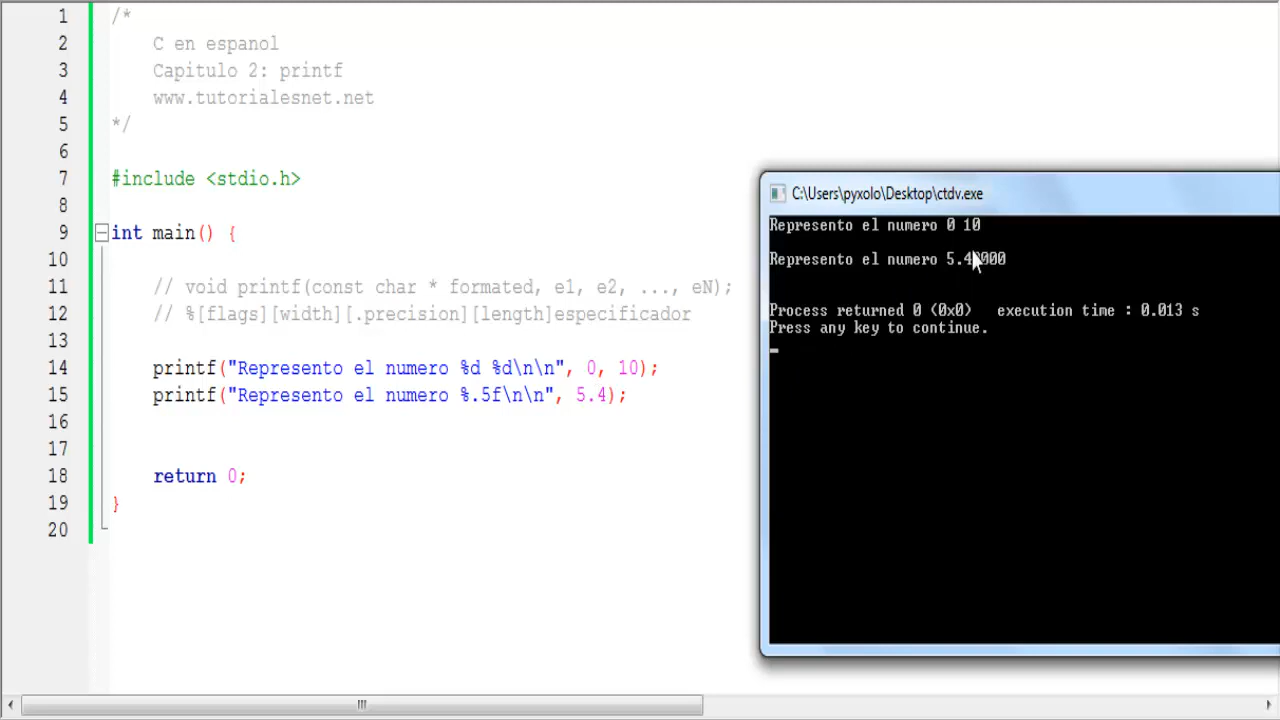 1 /*
2 C en espanol
3 Capitulo 2: printf
4 www.tutorialesnet.net
5 */
6
7 #include <stdio.h>
8
9 int main() {
10
11 // void printf(const char * formated, e1, e2, ..., eN);
12 // %[flags][width][.precision][length]especificador
13
14 printf("Represento el numero %d %d\n\n", 0, 10);
15 printf("Represento el numero %.5f\n\n", 5.4);
16
17
18 return 0;
19 }
20
C:\Users\pyxolo\Desktop\ctdv.exe
Represento el numero 0 10
Represento el numero 5.40000
Process returned 0 (0x0) execution time : 0.013 s
Press any key to continue.